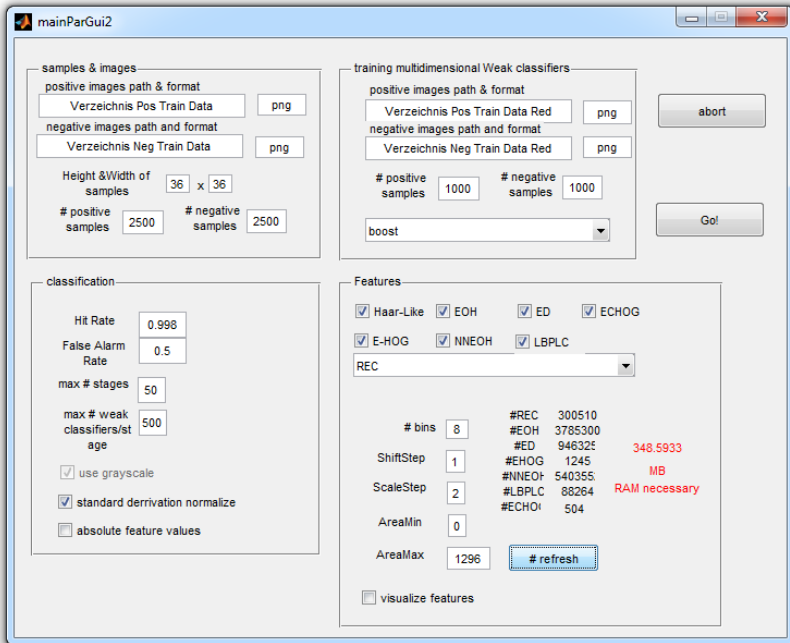 mainParGui2
samples & images
positive images path & format
Verzeichnis Pos Train Data
png
negative images path and format
Verzeichnis Neg Train Data
png
Height &Width of
samples
36 x 36
# positive
samples
2500
# negative
samples
2500
training multidimensional Weak classifiers
positive images path & format
Verzeichnis Pos Train Data Red
png
negative images path and format
Verzeichnis Neg Train Data Red
png
# positive
samples
1000
# negative
samples
1000
boost
abort
Go!
classification
Hit Rate
0.998
False Alarm
Rate
0.5
max # stages
50
max # weak
classifiers/st
age
500
use grayscale
standard derrivation normalize
absolute feature values
Features
Haar-Like EOH ED ECHOG
E-HOG NNEOH LBPLC
REC
# bins 8
ShiftStep 1
ScaleStep 2
AreaMin 0
AreaMax 1296
#REC 300510
#EOH 3785300
#ED 946325
#EHOG 1245
#NNEOH 540355
#LBPLC 88264
#ECHO 504
348.5933
MB
RAM necessary
# refresh
visualize features